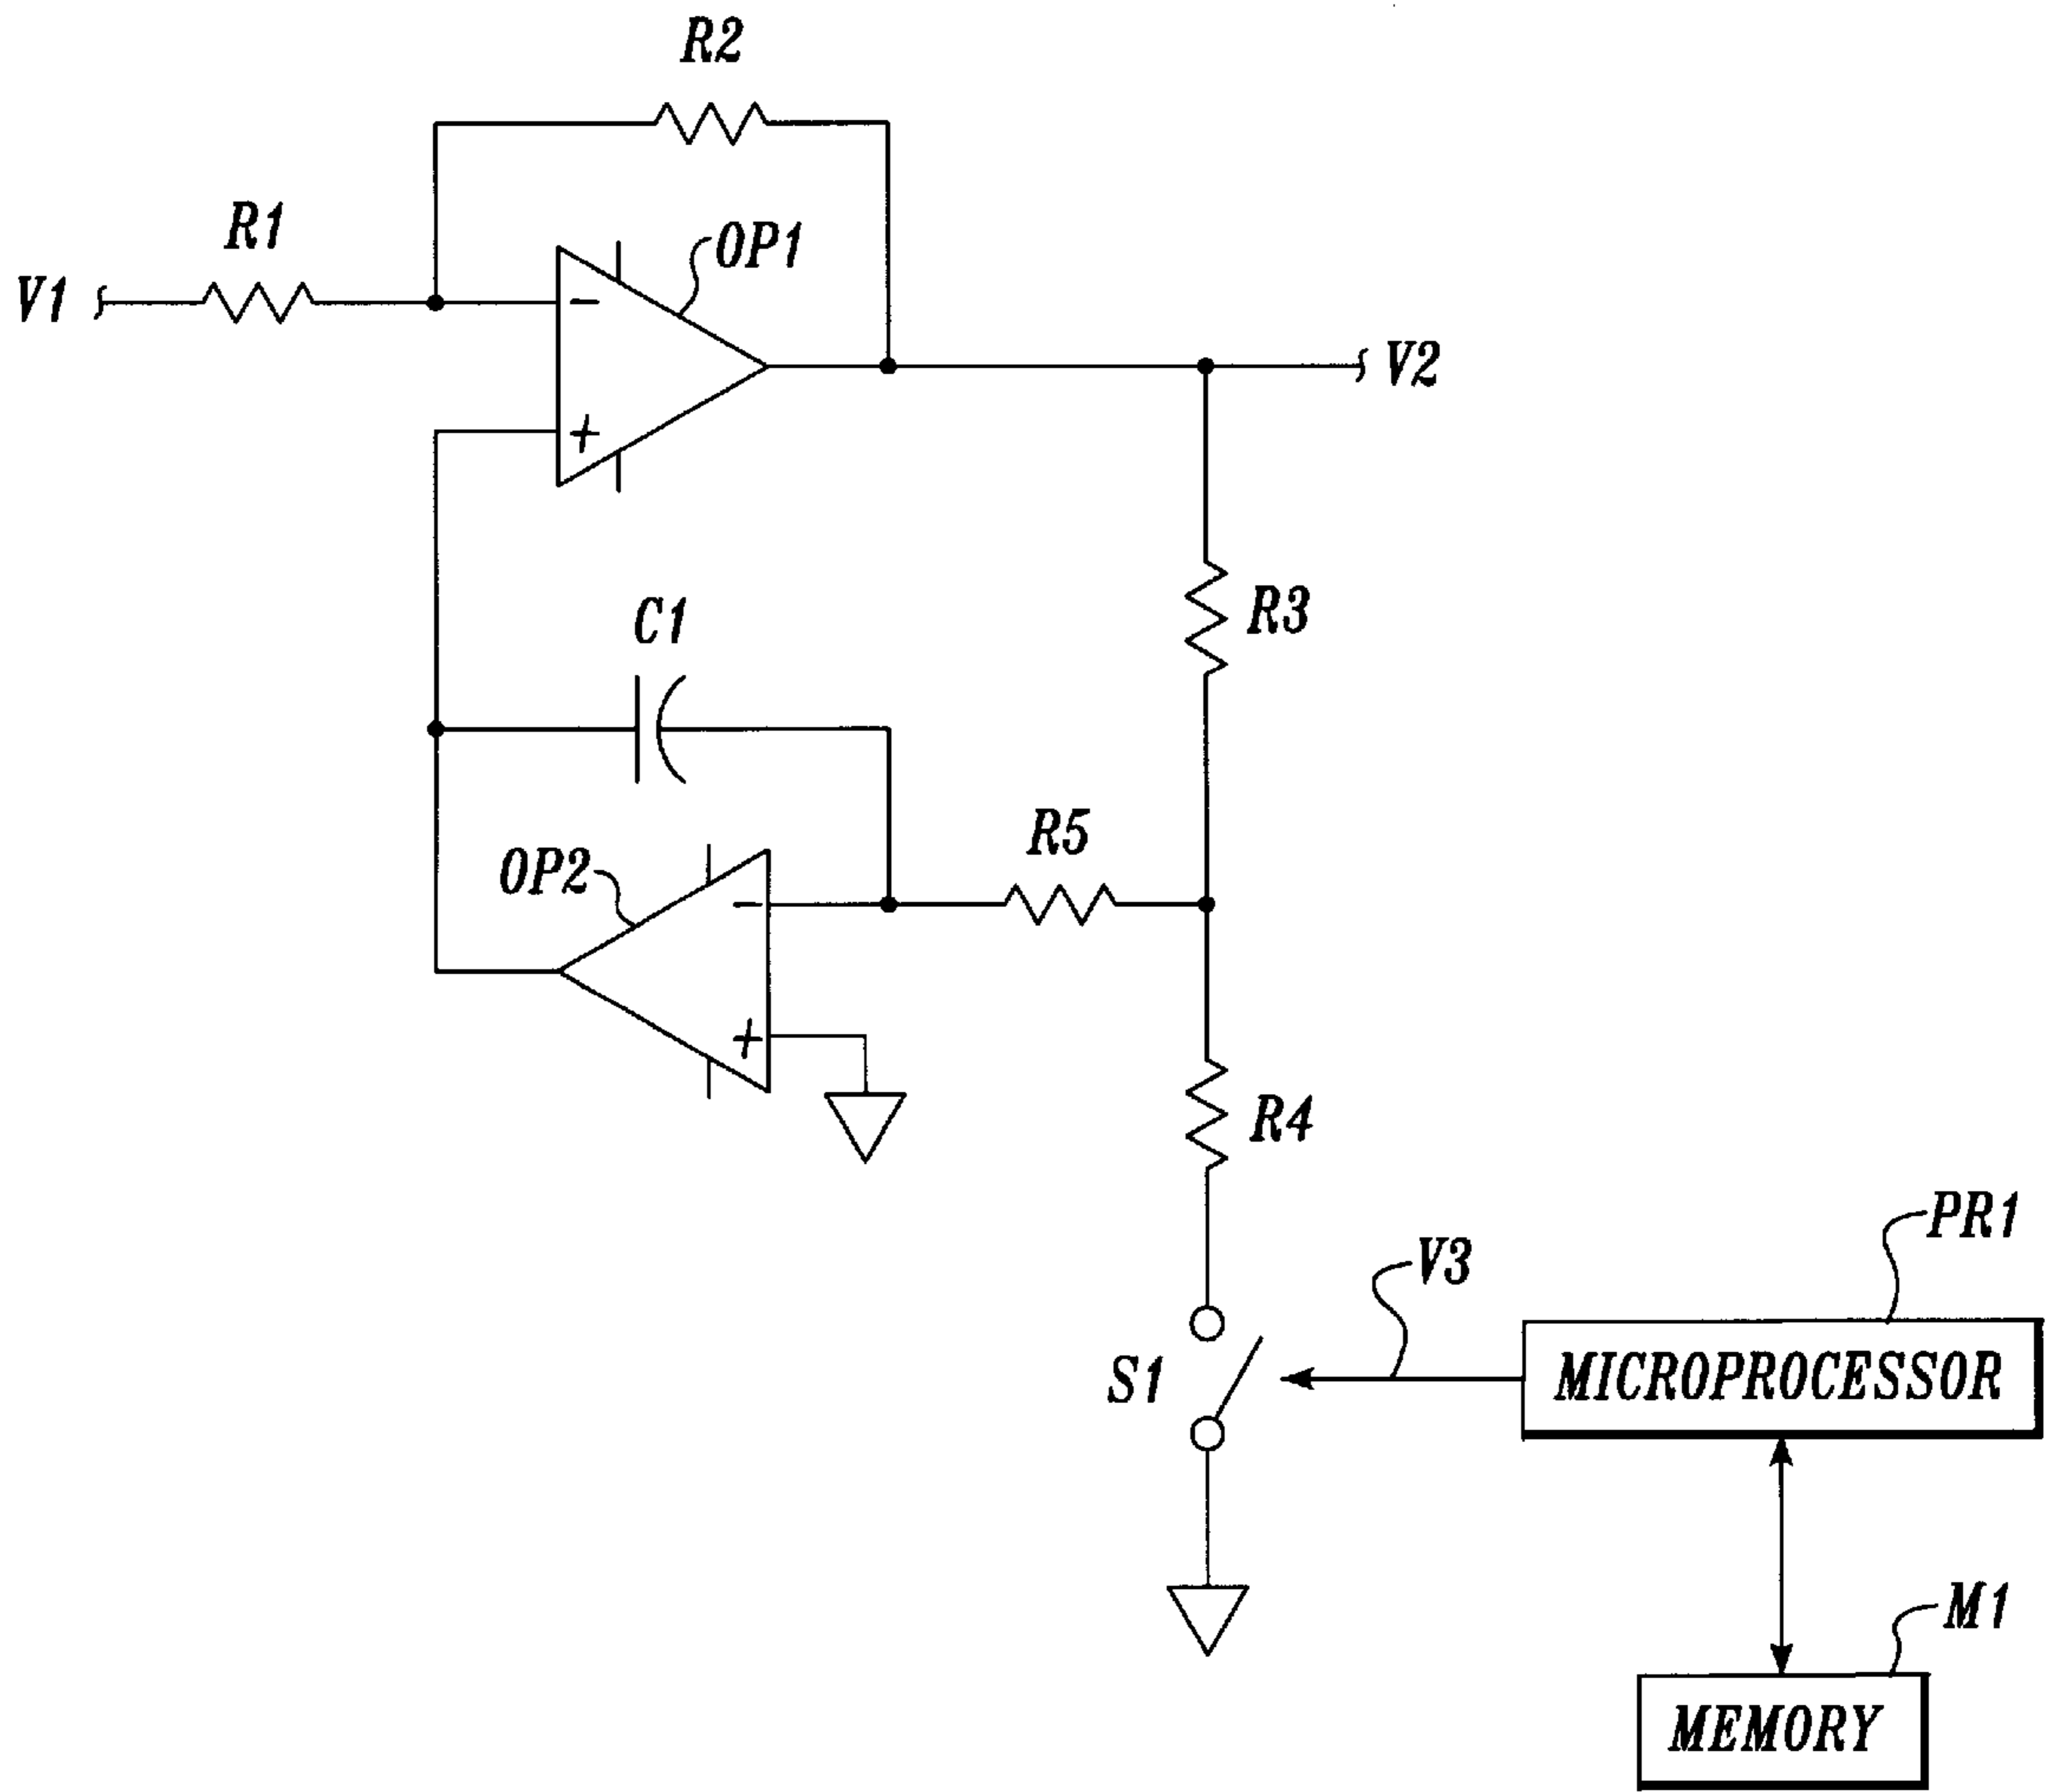 R2
R1
OP1
V1
-
V2
+
R3
C1
R5
OP2
-
+
R4
PR1
V3
S1
MICROPROCESSOR
M1
MEMORY